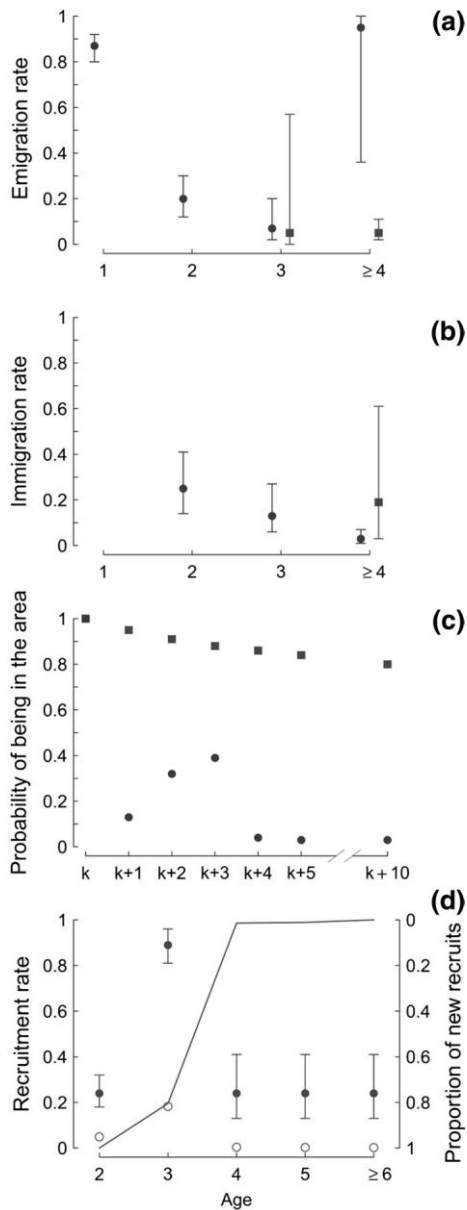 (a)
Emigration rate
1
0.8
0.6
0.4
0.2
0
1 2 3 ≥ 4
(b)
Immigration rate
1
0.8
0.6
0.4
0.2
0
1 2 3 ≥ 4
(c)
Probability of being in the area
1
0.8
0.6
0.4
0.2
0
k k+1 k+2 k+3 k+4 k+5 k + 10
(d)
Recruitment rate
1
0.8
0.6
0.4
0.2
0
0
0.2
0.4
0.6
0.8
1
Proportion of new recruits
2 3 4 5 ≥ 6
Age